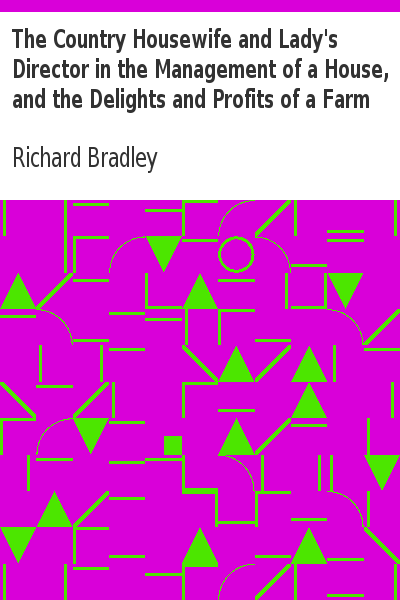 The Country Housewife and Lady's
Director in the Management of a House,
and the Delights and Profits of a Farm
Richard Bradley